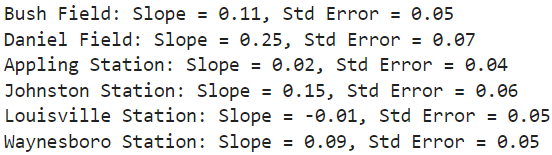 Bush Field: Slope = 0.11, Std Error = 0.05
Daniel Field: Slope = 0.25, Std Error = 0.07
Appling Station: Slope = 0.02, Std Error = 0.04
Johnston Station: Slope = 0.15, Std Error = 0.06
Louisville Station: Slope = -0.01, Std Error = 0.05
Waynesboro Station: Slope = 0.09, Std Error = 0.05